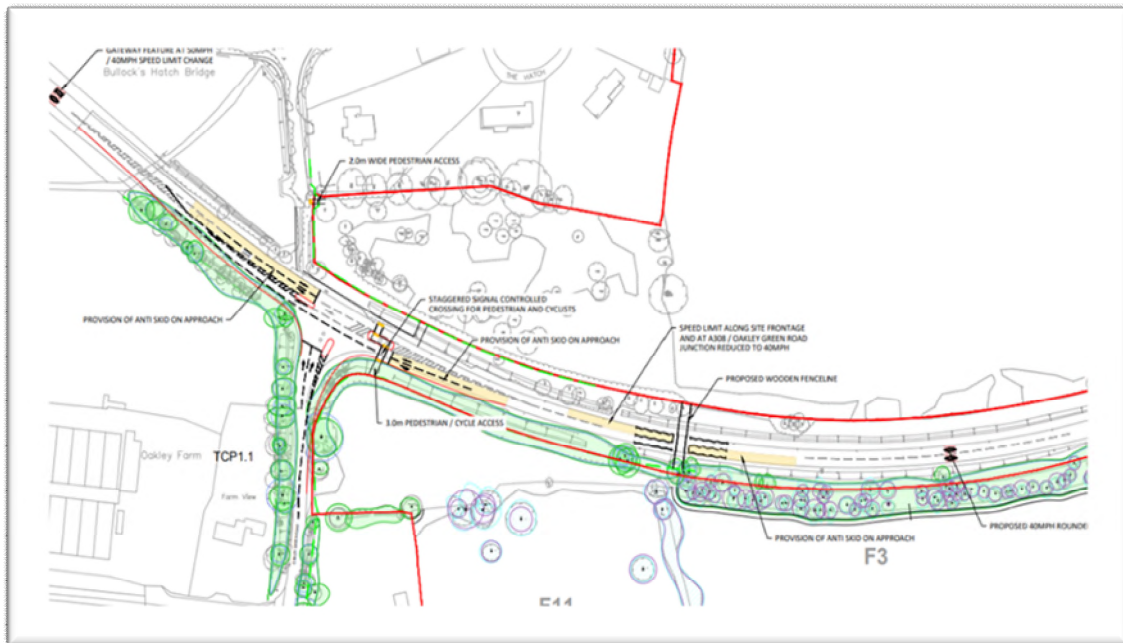 GATEWAY FEATURE AT 50MPH
/ 40MPH SPEED LIMIT CHANGE
Bullock's Hatch Bridge
THE HATCH
2.0m WIDE PEDESTRIAN ACCESS
STAGGERED SIGNAL CONTROLLED
CROSSING FOR PEDESTRIAN AND CYCLISTS
PROVISION OF ANTI SKID ON APPROACH
PROVISION OF ANTI SKID ON APPROACH
SPEED LIMIT ALONG SITE FRONTAGE
AND AT A308 / OAKLEY GREEN ROAD
JUNCTION REDUCED TO 40MPH
PROPOSED WOODEN FENCELINE
3.0m PEDESTRIAN / CYCLE ACCESS
Oakley Farm
TCP1.1
Farm View
PROPOSED 40MPH ROUNDE
PROVISION OF ANTI SKID ON APPROACH
F3